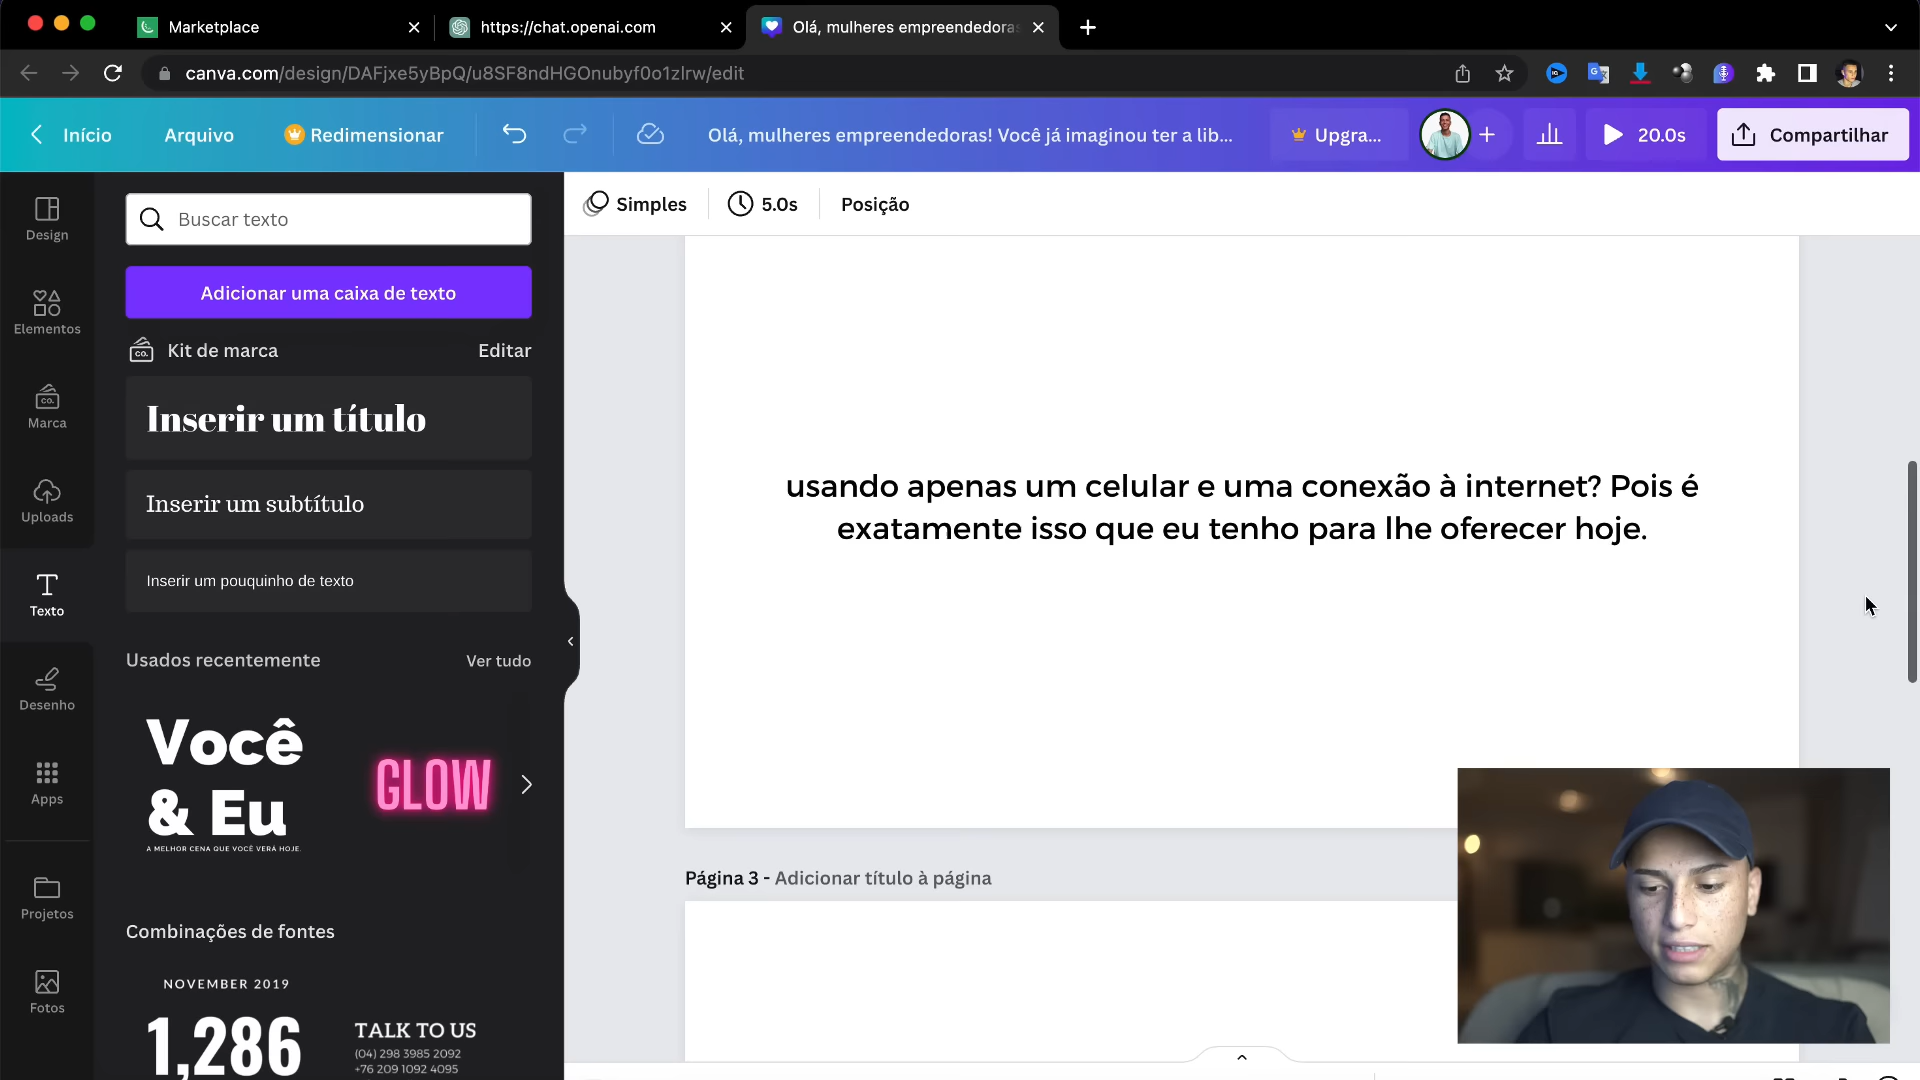 Marketplace
https://chat.openai.com
Olá, mulheres empreendedoras
canva.com/design/DAFjxe5yBpQ/u8SF8ndHGOnubyf0o1zIrw/edit
Início
Arquivo
Redimensionar
Olá, mulheres empreendedoras! Você já imaginou ter a lib...
Upgra...
20.0s
Compartilhar
Design
Elementos
Marca
Uploads
Texto
Desenho
Apps
Projetos
Fotos
Buscar texto
Adicionar uma caixa de texto
Kit de marca
Editar
Inserir um título
Inserir um subtítulo
Inserir um pouquinho de texto
Usados recentemente
Ver tudo
Você
& Eu
A MELHOR CENA QUE VOCÊ VERÁ HOJE.
GLOW
Combinações de fontes
NOVEMBER 2019
1,286
TALK TO US
(04) 298 3985 2092
+76 209 1092 4095
Simples
5.0s
Posição
usando apenas um celular e uma conexão à internet? Pois é
exatamente isso que eu tenho para lhe oferecer hoje.
Página 3 - Adicionar título à página